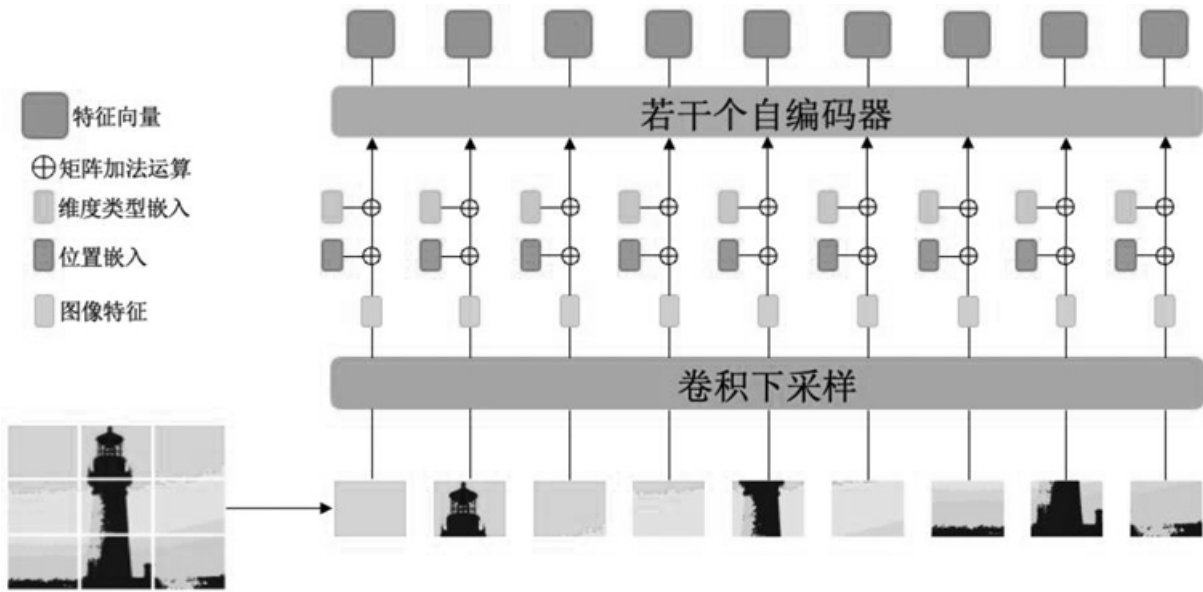 特征向量
矩阵加法运算
维度类型嵌入
位置嵌入
图像特征
若干个自编码器
卷积下采样